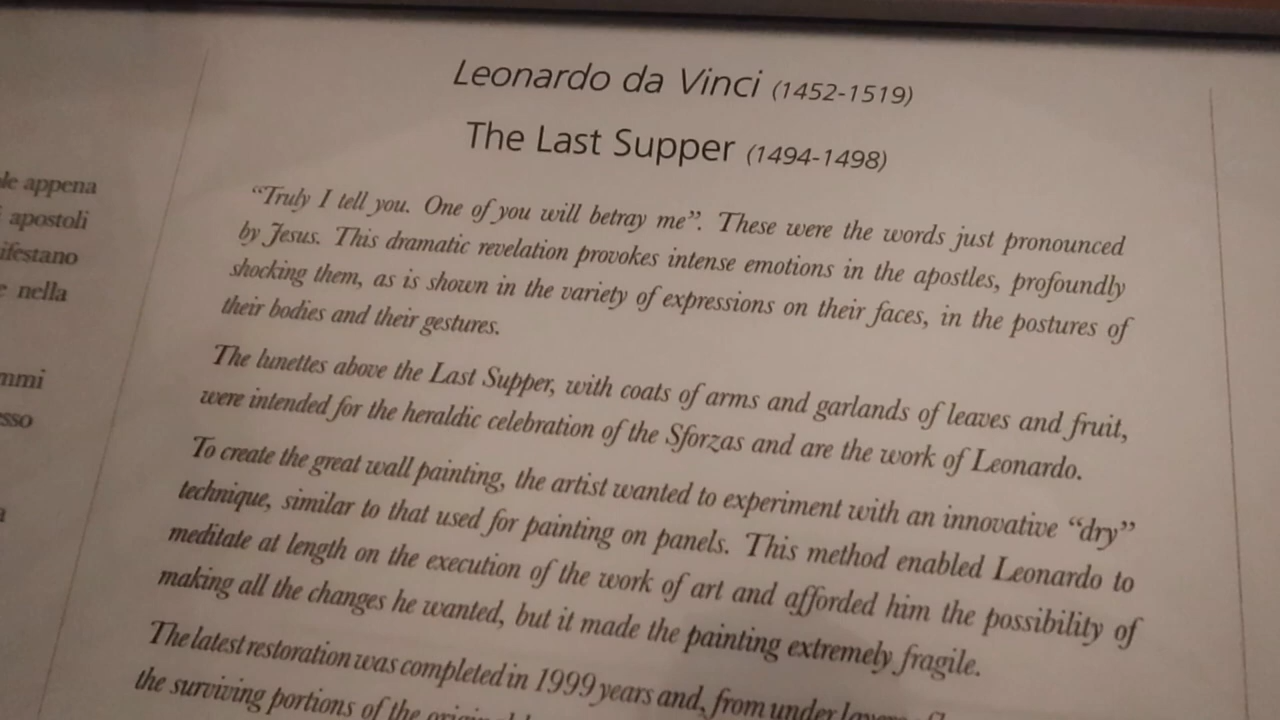 le appena
apostoli
ifestano
e nella
mmi
sso
a
Leonardo da Vinci (1452-1519)
The Last Supper (1494-1498)
“Truly I tell you. One of you will betray me”. These were the words just pronounced
by Jesus. This dramatic revelation provokes intense emotions in the apostles, profoundly
shocking them, as is shown in the variety of expressions on their faces, in the postures of
their bodies and their gestures.
The lunettes above the Last Supper, with coats of arms and garlands of leaves and fruit,
were intended for the heraldic celebration of the Sforzas and are the work of Leonardo.
To create the great wall painting, the artist wanted to experiment with an innovative “dry”
technique, similar to that used for painting on panels. This method enabled Leonardo to
meditate at length on the execution of the work of art and afforded him the possibility of
making all the changes he wanted, but it made the painting extremely fragile.
The latest restoration was completed in 1999 years and, from under
the surviving portions of the